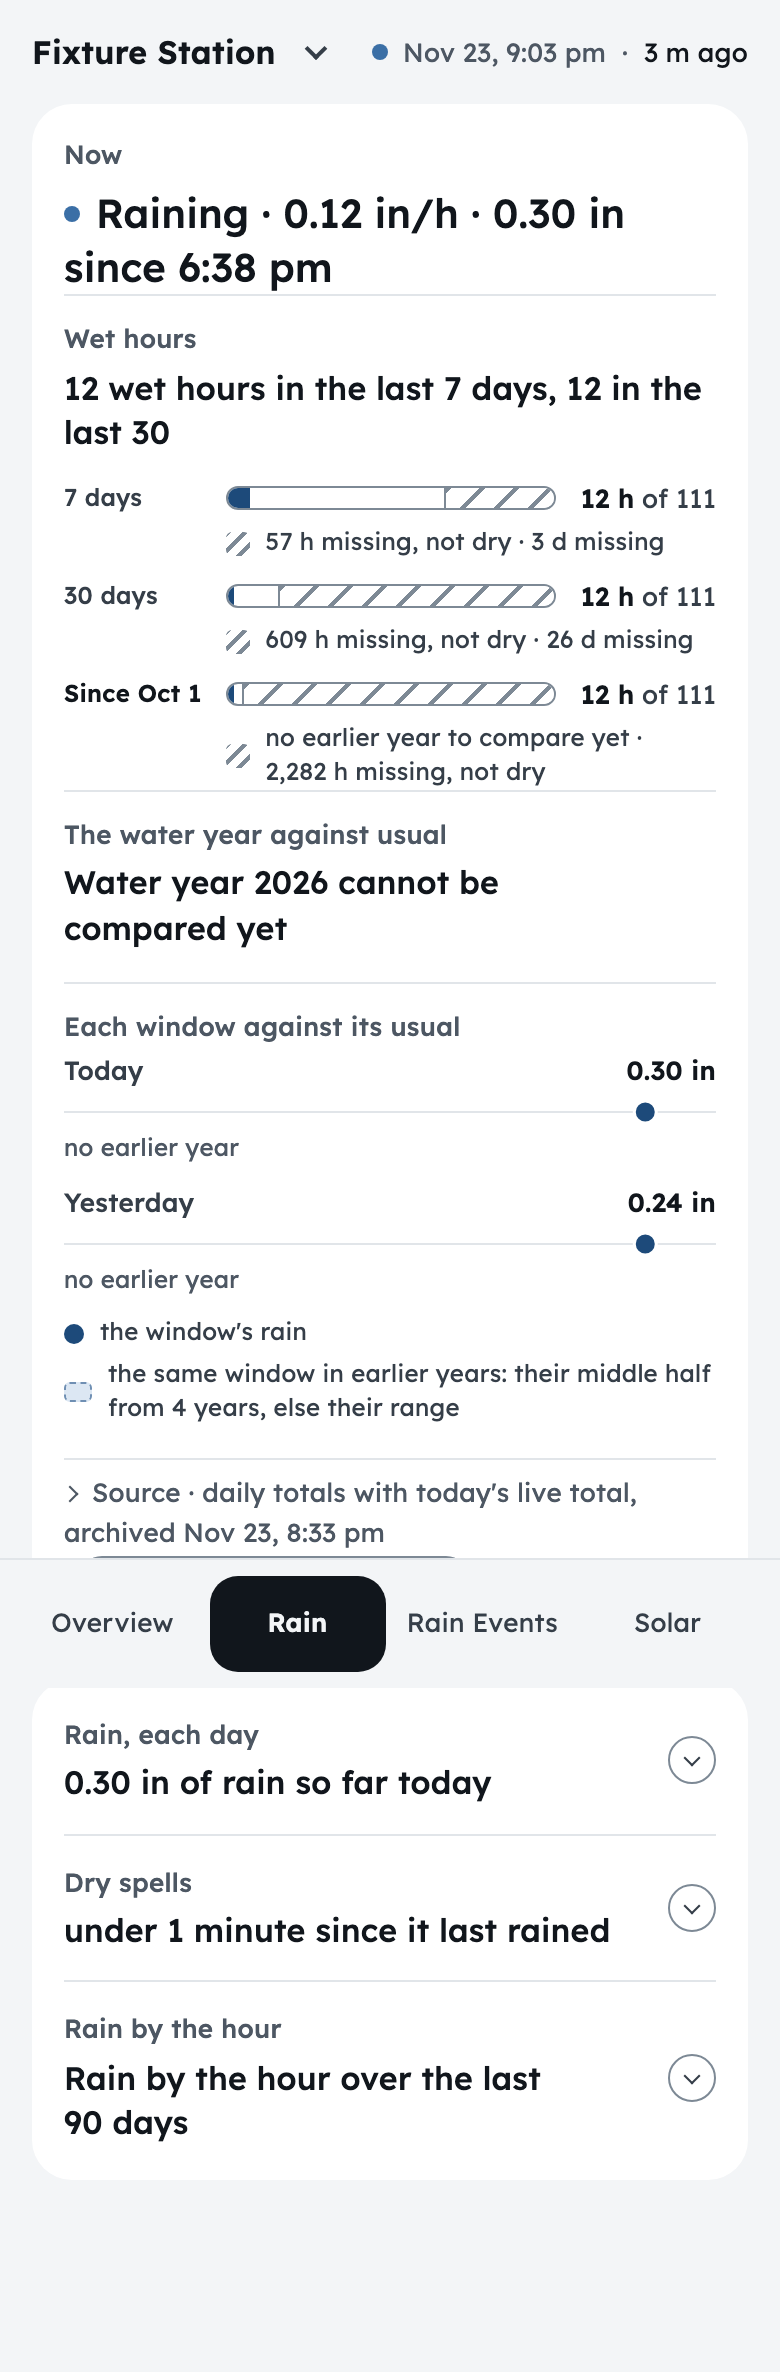 Fixture Station
Nov 23, 9:03 pm · 3 m ago
Now
Raining · 0.12 in/h · 0.30 in
since 6:38 pm
Wet hours
12 wet hours in the last 7 days, 12 in the
last 30
7 days
12 h of 111
57 h missing, not dry · 3 d missing
30 days
12 h of 111
609 h missing, not dry · 26 d missing
Since Oct 1
12 h of 111
no earlier year to compare yet ·
2,282 h missing, not dry
The water year against usual
Water year 2026 cannot be
compared yet
Each window against its usual
Today
0.30 in
no earlier year
Yesterday
0.24 in
no earlier year
the window's rain
the same window in earlier years: their middle half
from 4 years, else their range
Source · daily totals with today's live total,
archived Nov 23, 8:33 pm
Overview
Rain
Rain Events
Solar
Rain, each day
0.30 in of rain so far today
Dry spells
under 1 minute since it last rained
Rain by the hour
Rain by the hour over the last
90 days